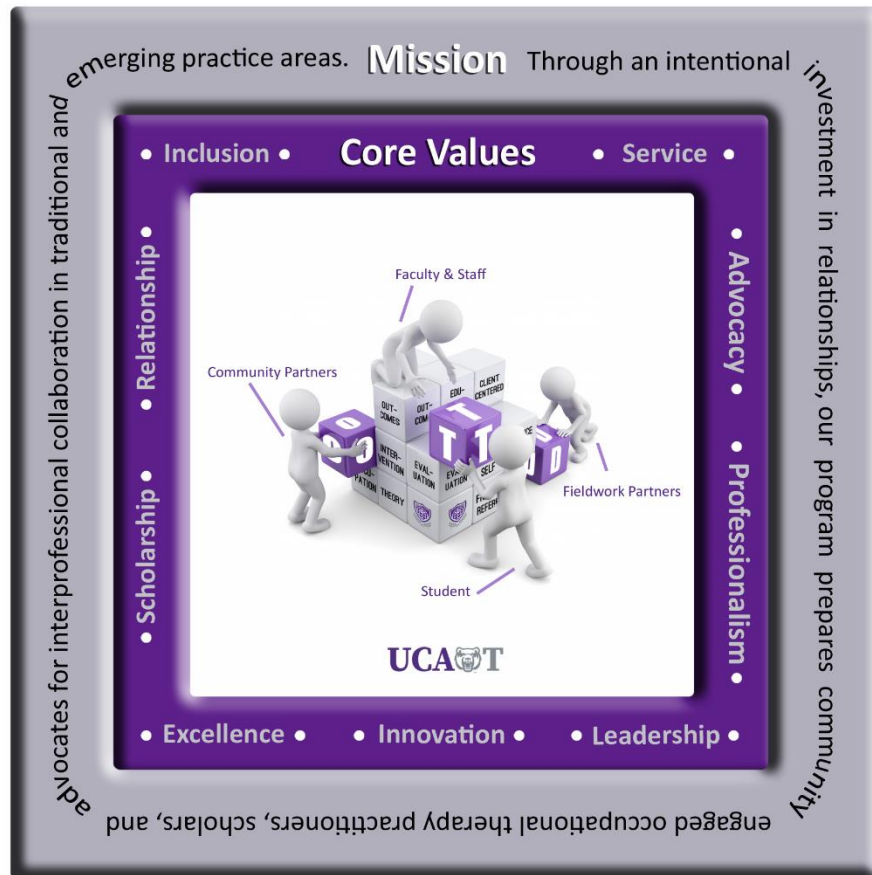 Mission
Through an intentional
investment in relationships, our program prepares community
engaged occupational therapy practitioners, scholars, and
advocates for interprofessional collaboration in traditional and
emerging practice areas.
Core Values
• Inclusion •
• Service •
• Advocacy •
• Professionalism •
• Leadership •
• Innovation •
• Excellence •
• Scholarship •
• Relationship •
Faculty & Staff
Community Partners
Fieldwork Partners
Student
OUT-
COMES
OUT-
EDU-
CLIENT
CENTERED
O
O
T
T
T
D
INTER-
VENTION
EVAL-
UATION
UATION
SELF
PATION
THEORY
UCA OT